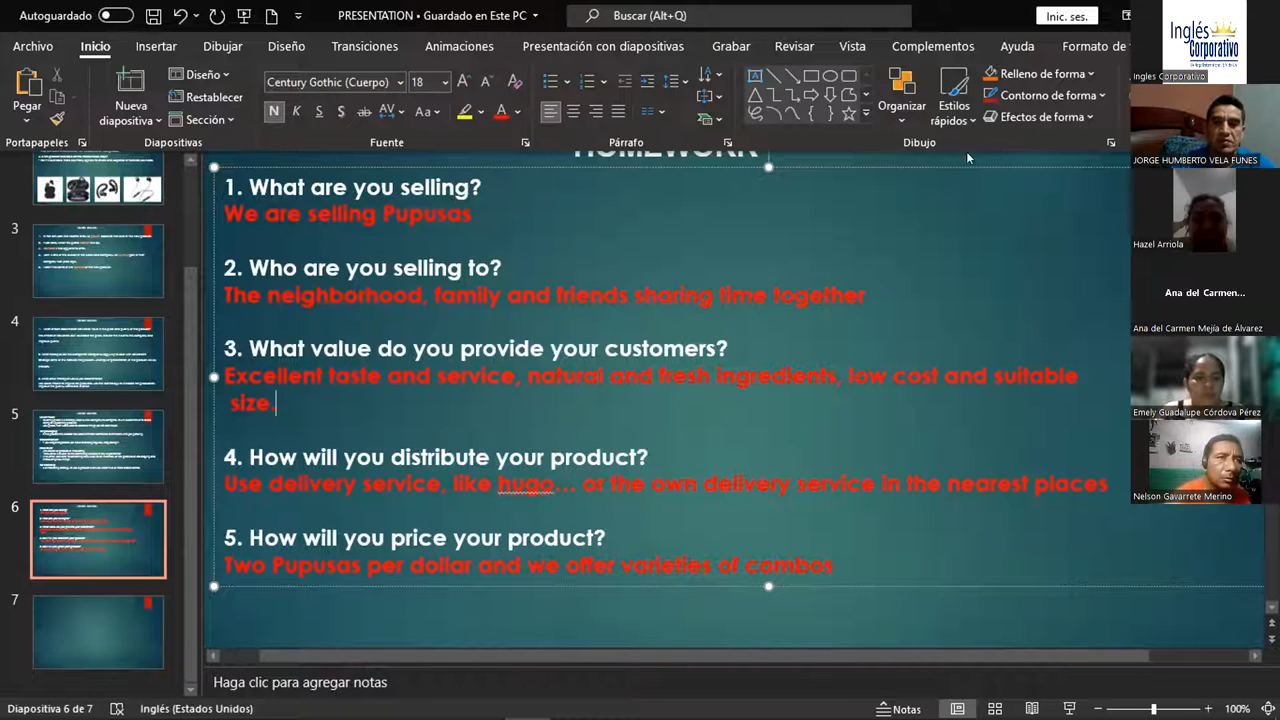 Autoguardado
PRESENTATION • Guardado en Este PC
Buscar (Alt+Q)
Inic. ses.
Archivo
Inicio
Insertar
Dibujar
Diseño
Transiciones
Animaciones
Presentación con diapositivas
Grabar
Revisar
Vista
Complementos
Ayuda
Formato de
Pegar
Nueva
diapositiva
Diseño
Restablecer
Sección
Century Gothic (Cuerpo)
18
N K S S ab AV Aa A
Organizar
Estilos
rápidos
Relleno de forma
Contorno de forma
Efectos de forma
Portapapeles
Diapositivas
Fuente
Párrafo
Dibujo
HOMEWORK
1. What are you selling?
We are selling Pupusas
2. Who are you selling to?
The neighborhood, family and friends sharing time together
3. What value do you provide your customers?
Excellent taste and service natural and fresh ingredients, low cost and suitable
size.
4. How will you distribute your product?
Use delivery service, like hugo... or the own delivery service in the nearest places
5. How will you price your product?
Two Pupusas per dollar and we offer varieties of combos
3
4
5
6
7
Inglés
Corporativo
Ingles Corporativo
JORGE HUMBERTO VELA FUNES
Hazel Arriola
Ana del Carmen...
Ana del Carmen Mejía de Álvarez
Emely Guadalupe Córdova Pérez
Nelson Gavarrete Merino
Haga clic para agregar notas
Diapositiva 6 de 7
Inglés (Estados Unidos)
Notas
100%